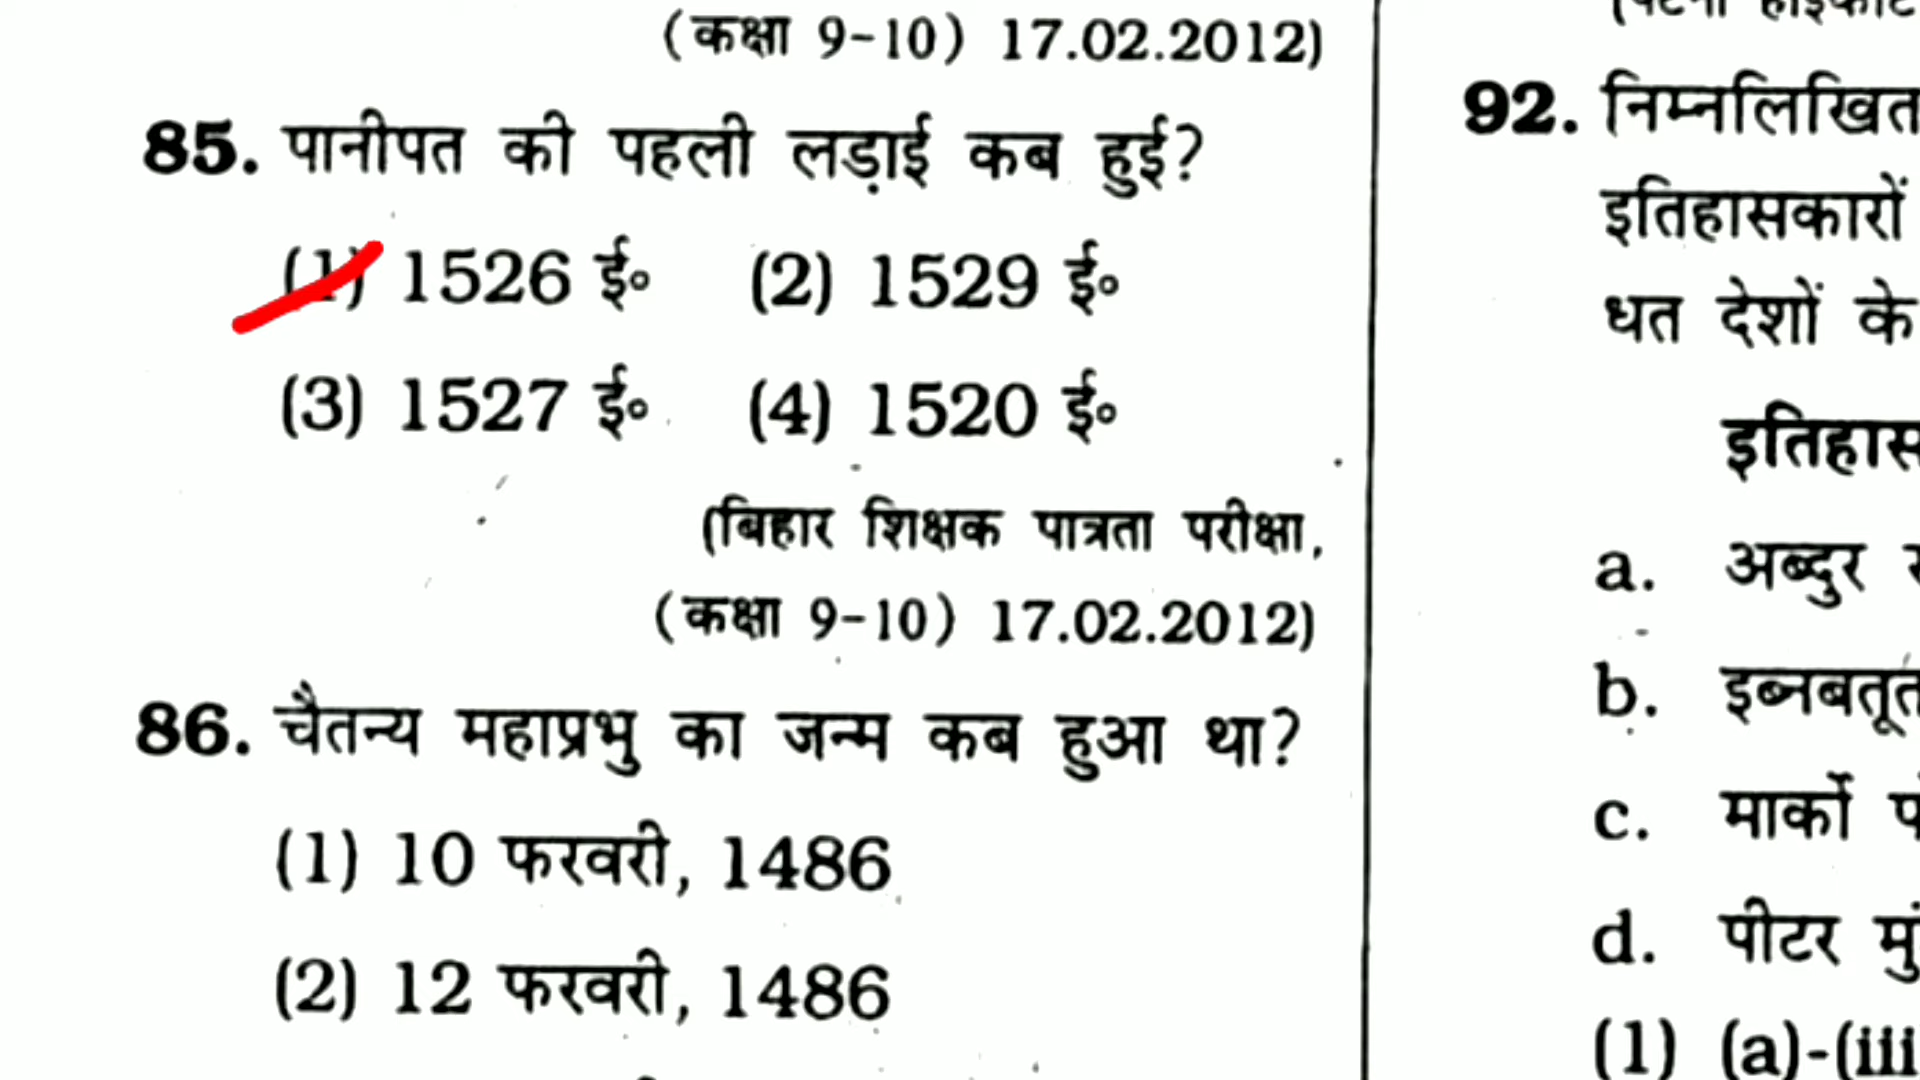 (कक्षा 9-10) 17.02.2012)
85. पानीपत की पहली लड़ाई कब हुई?
(1) 1526 ई॰ (2) 1529 ई॰
(3) 1527 ई॰ (4) 1520 ई॰
(बिहार शिक्षक पात्रता परीक्षा,
(कक्षा 9-10) 17.02.2012)
86. चैतन्य महाप्रभु का जन्म कब हुआ था?
(1) 10 फरवरी, 1486
(2) 12 फरवरी, 1486
92. निम्नलिखित
इतिहासकारों
धत देशों के
इतिहास
a. अब्दुर
b. इब्नबतूत
c. मार्को
d. पीटर
(1) (a)-(iii